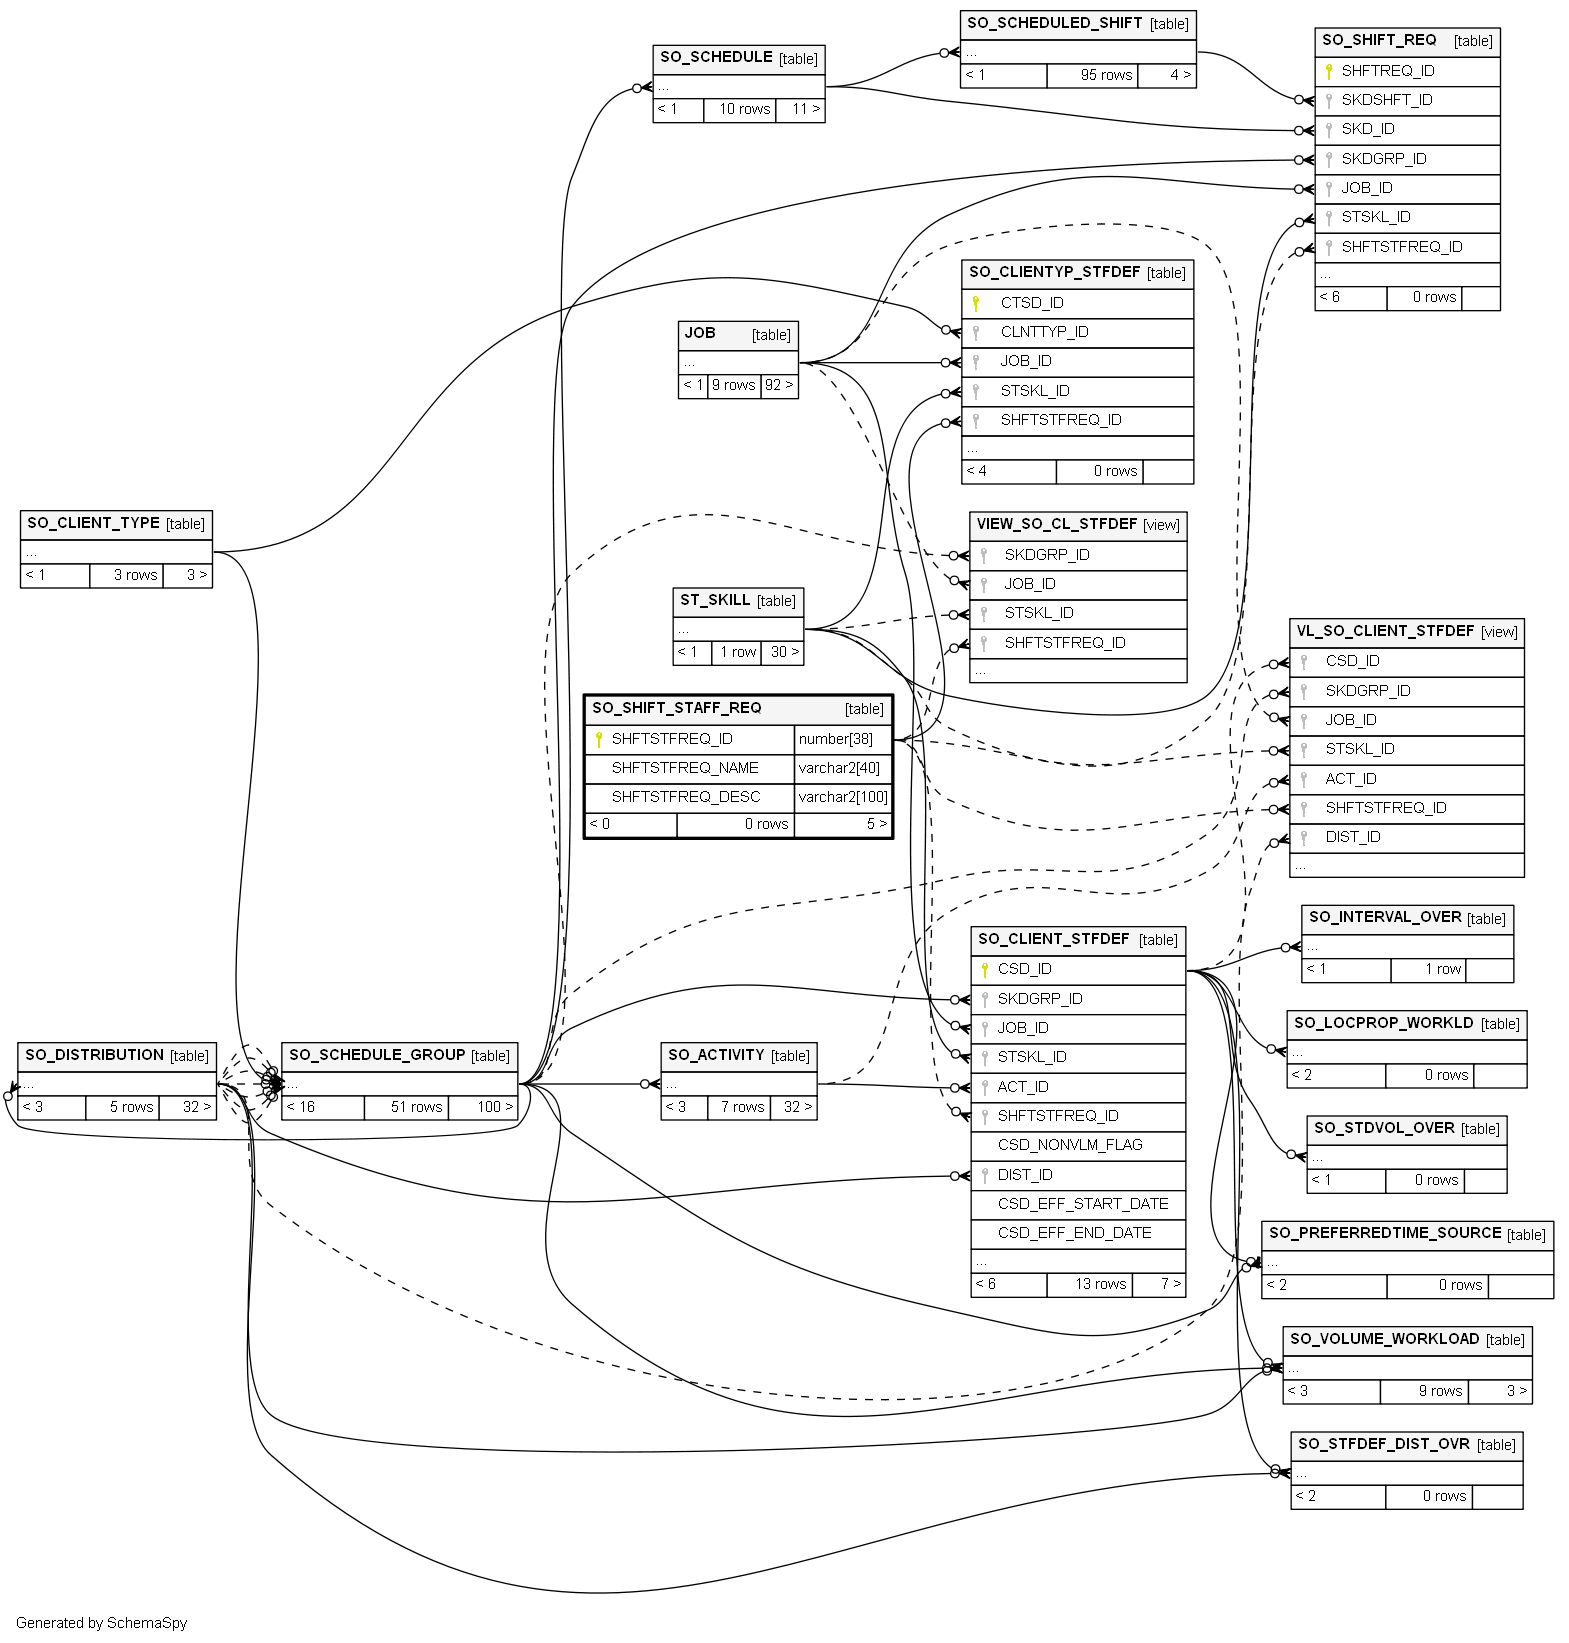 SO_SCHEDULED_SHIFT [table]
...
< 1 95 rows 4 >
SO_SHIFT_REQ [table]
SHFTREQ_ID
SKDSHFT_ID
SKD_ID
SKDGRP_ID
JOB_ID
STSKL_ID
SHFTSTFREQ_ID
...
< 6 0 rows
SO_SCHEDULE [table]
...
< 1 10 rows 11 >
SO_CLIENTYP_STFDEF [table]
CTSD_ID
CLNTTYP_ID
JOB_ID
STSKL_ID
SHFTSTFREQ_ID
...
< 4 0 rows
JOB [table]
...
< 1 9 rows 92 >
SO_CLIENT_TYPE [table]
...
< 1 3 rows 3 >
VIEW_SO_CL_STFDEF [view]
SKDGRP_ID
JOB_ID
STSKL_ID
SHFTSTFREQ_ID
...
ST_SKILL [table]
...
< 1 1 row 30 >
VL_SO_CLIENT_STFDEF [view]
CSD_ID
SKDGRP_ID
JOB_ID
STSKL_ID
ACT_ID
SHFTSTFREQ_ID
DIST_ID
...
SO_SHIFT_STAFF_REQ [table]
SHFTSTFREQ_ID number[38]
SHFTSTFREQ_NAME varchar2[40]
SHFTSTFREQ_DESC varchar2[100]
< 0 0 rows 5 >
SO_INTERVAL_OVER [table]
...
< 1 1 row
SO_CLIENT_STFDEF [table]
CSD_ID
SKDGRP_ID
JOB_ID
STSKL_ID
ACT_ID
SHFTSTFREQ_ID
CSD_NONVLM_FLAG
DIST_ID
CSD_EFF_START_DATE
CSD_EFF_END_DATE
...
< 6 13 rows 7 >
SO_LOCPROP_WORKLD [table]
...
< 2 0 rows
SO_DISTRIBUTION [table]
...
< 3 5 rows 32 >
SO_SCHEDULE_GROUP [table]
...
< 16 51 rows 100 >
SO_ACTIVITY [table]
...
< 3 7 rows 32 >
SO_STDVOL_OVER [table]
...
< 1 0 rows
SO_PREFERREDTIME_SOURCE [table]
...
< 2 0 rows
SO_VOLUME_WORKLOAD [table]
...
< 3 9 rows 3 >
SO_STFDEF_DIST_OVR [table]
...
< 2 0 rows
Generated by SchemaSpy